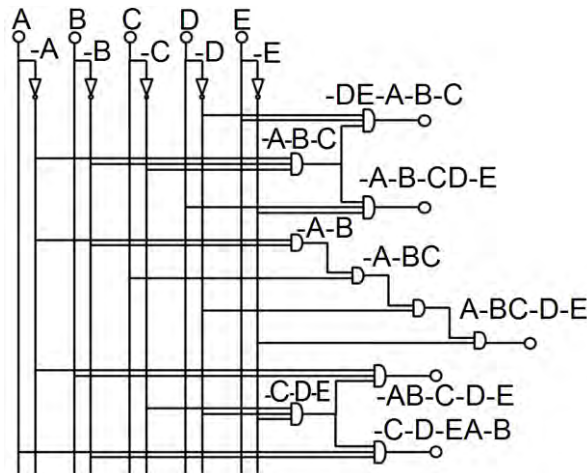 A B C D E
-A -B -C -D -E
-DE-A-B-C
-A-B-C
-A-B-CD-E
-A-B
-A-BC
A-BC-D-E
-C-D-E
-AB-C-D-E
-C-D-EA-B